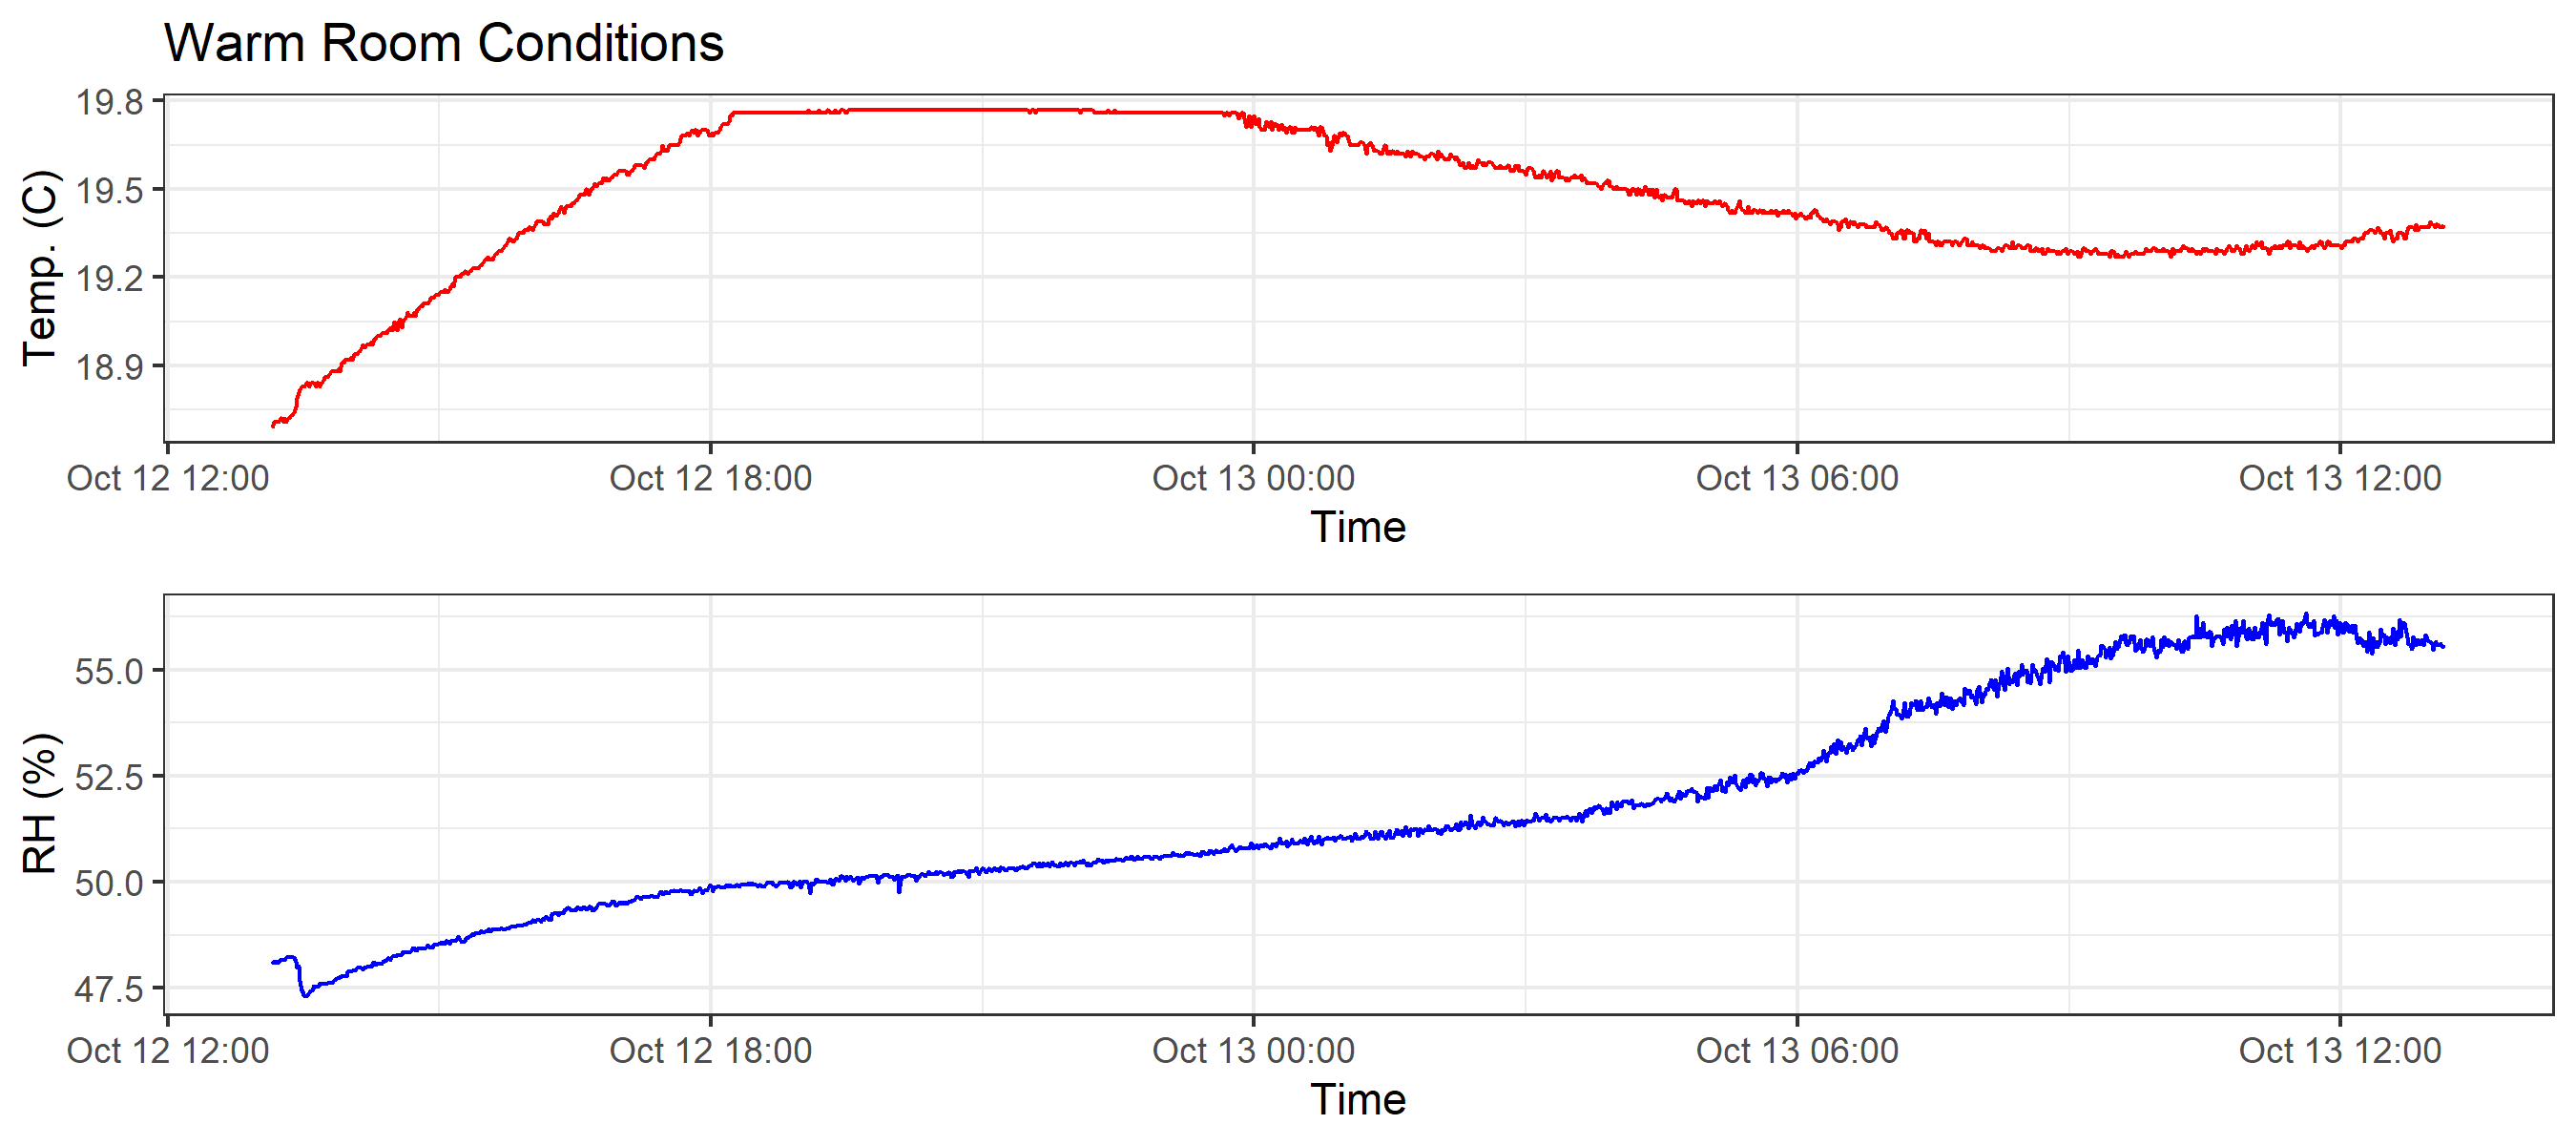 Warm Room Conditions
19.8
19.5
19.2
18.9
Temp. (C)
Oct 12 12:00 Oct 12 18:00 Oct 13 00:00 Oct 13 06:00 Oct 13 12:00
Time
55.0
52.5
50.0
47.5
RH (%)
Oct 12 12:00 Oct 12 18:00 Oct 13 00:00 Oct 13 06:00 Oct 13 12:00
Time